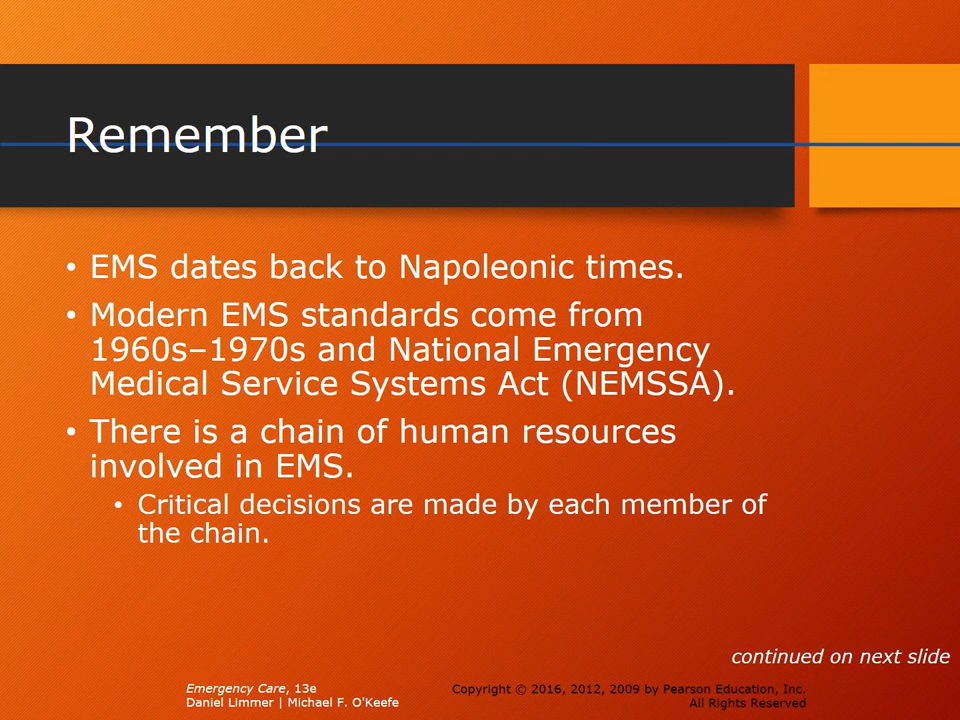 Remember
• EMS dates back to Napoleonic times.
• Modern EMS standards come from
1960s–1970s and National Emergency
Medical Service Systems Act (NEMSSA).
• There is a chain of human resources
involved in EMS.
• Critical decisions are made by each member of
the chain.
continued on next slide
Emergency Care, 13e
Daniel Limmer | Michael F. O'Keefe
Copyright © 2016, 2012, 2009 by Pearson Education, Inc.
All Rights Reserved